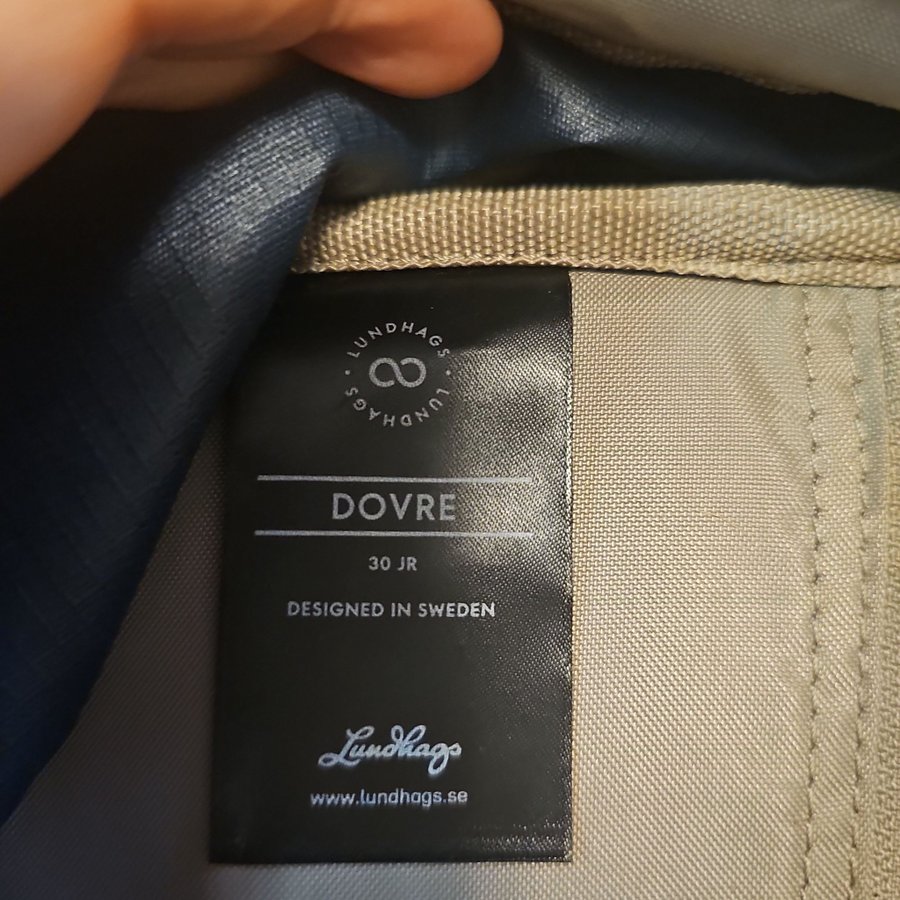 LUNDHAGS · LUNDHAGS ·
DOVRE
30 JR
DESIGNED IN SWEDEN
Lundhags
www.lundhags.se